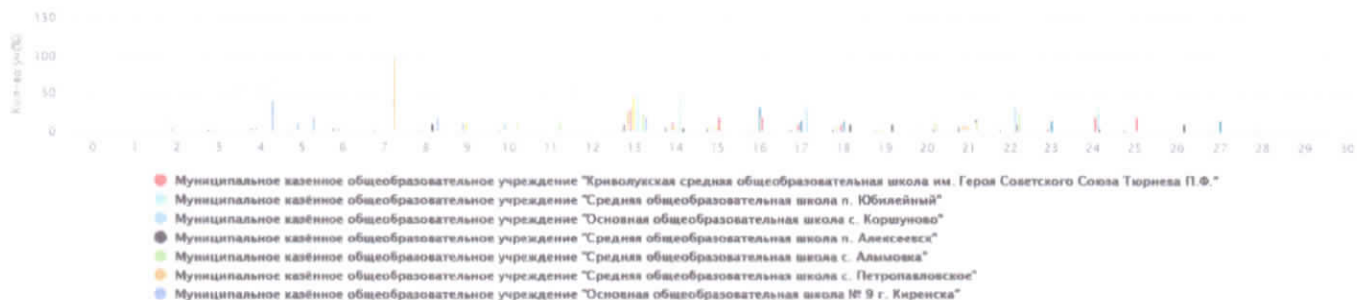 150
Кол-во уч(%)
100
50
0
0 1 2 3 4 5 6 7 8 9 10 11 12 13 14 15 16 17 18 19 20 21 22 23 24 25 26 27 28 29 30
Муниципальное казенное общеобразовательное учреждение "Криволукская средняя общеобразовательная школа им. Героя Советского Союза Тюрнева П.Ф."
Муниципальное казённое общеобразовательное учреждение "Средняя общеобразовательная школа п. Юбилейный"
Муниципальное казённое общеобразовательное учреждение "Основная общеобразовательная школа с. Коршуново"
Муниципальное казённое общеобразовательное учреждение "Средняя общеобразовательная школа п. Алексеевск"
Муниципальное казённое общеобразовательное учреждение "Средняя общеобразовательная школа с. Алымовка"
Муниципальное казённое общеобразовательное учреждение "Средняя общеобразовательная школа с. Петропавловское"
Муниципальное казённое общеобразовательное учреждение "Основная общеобразовательная школа № 9 г. Киренска"